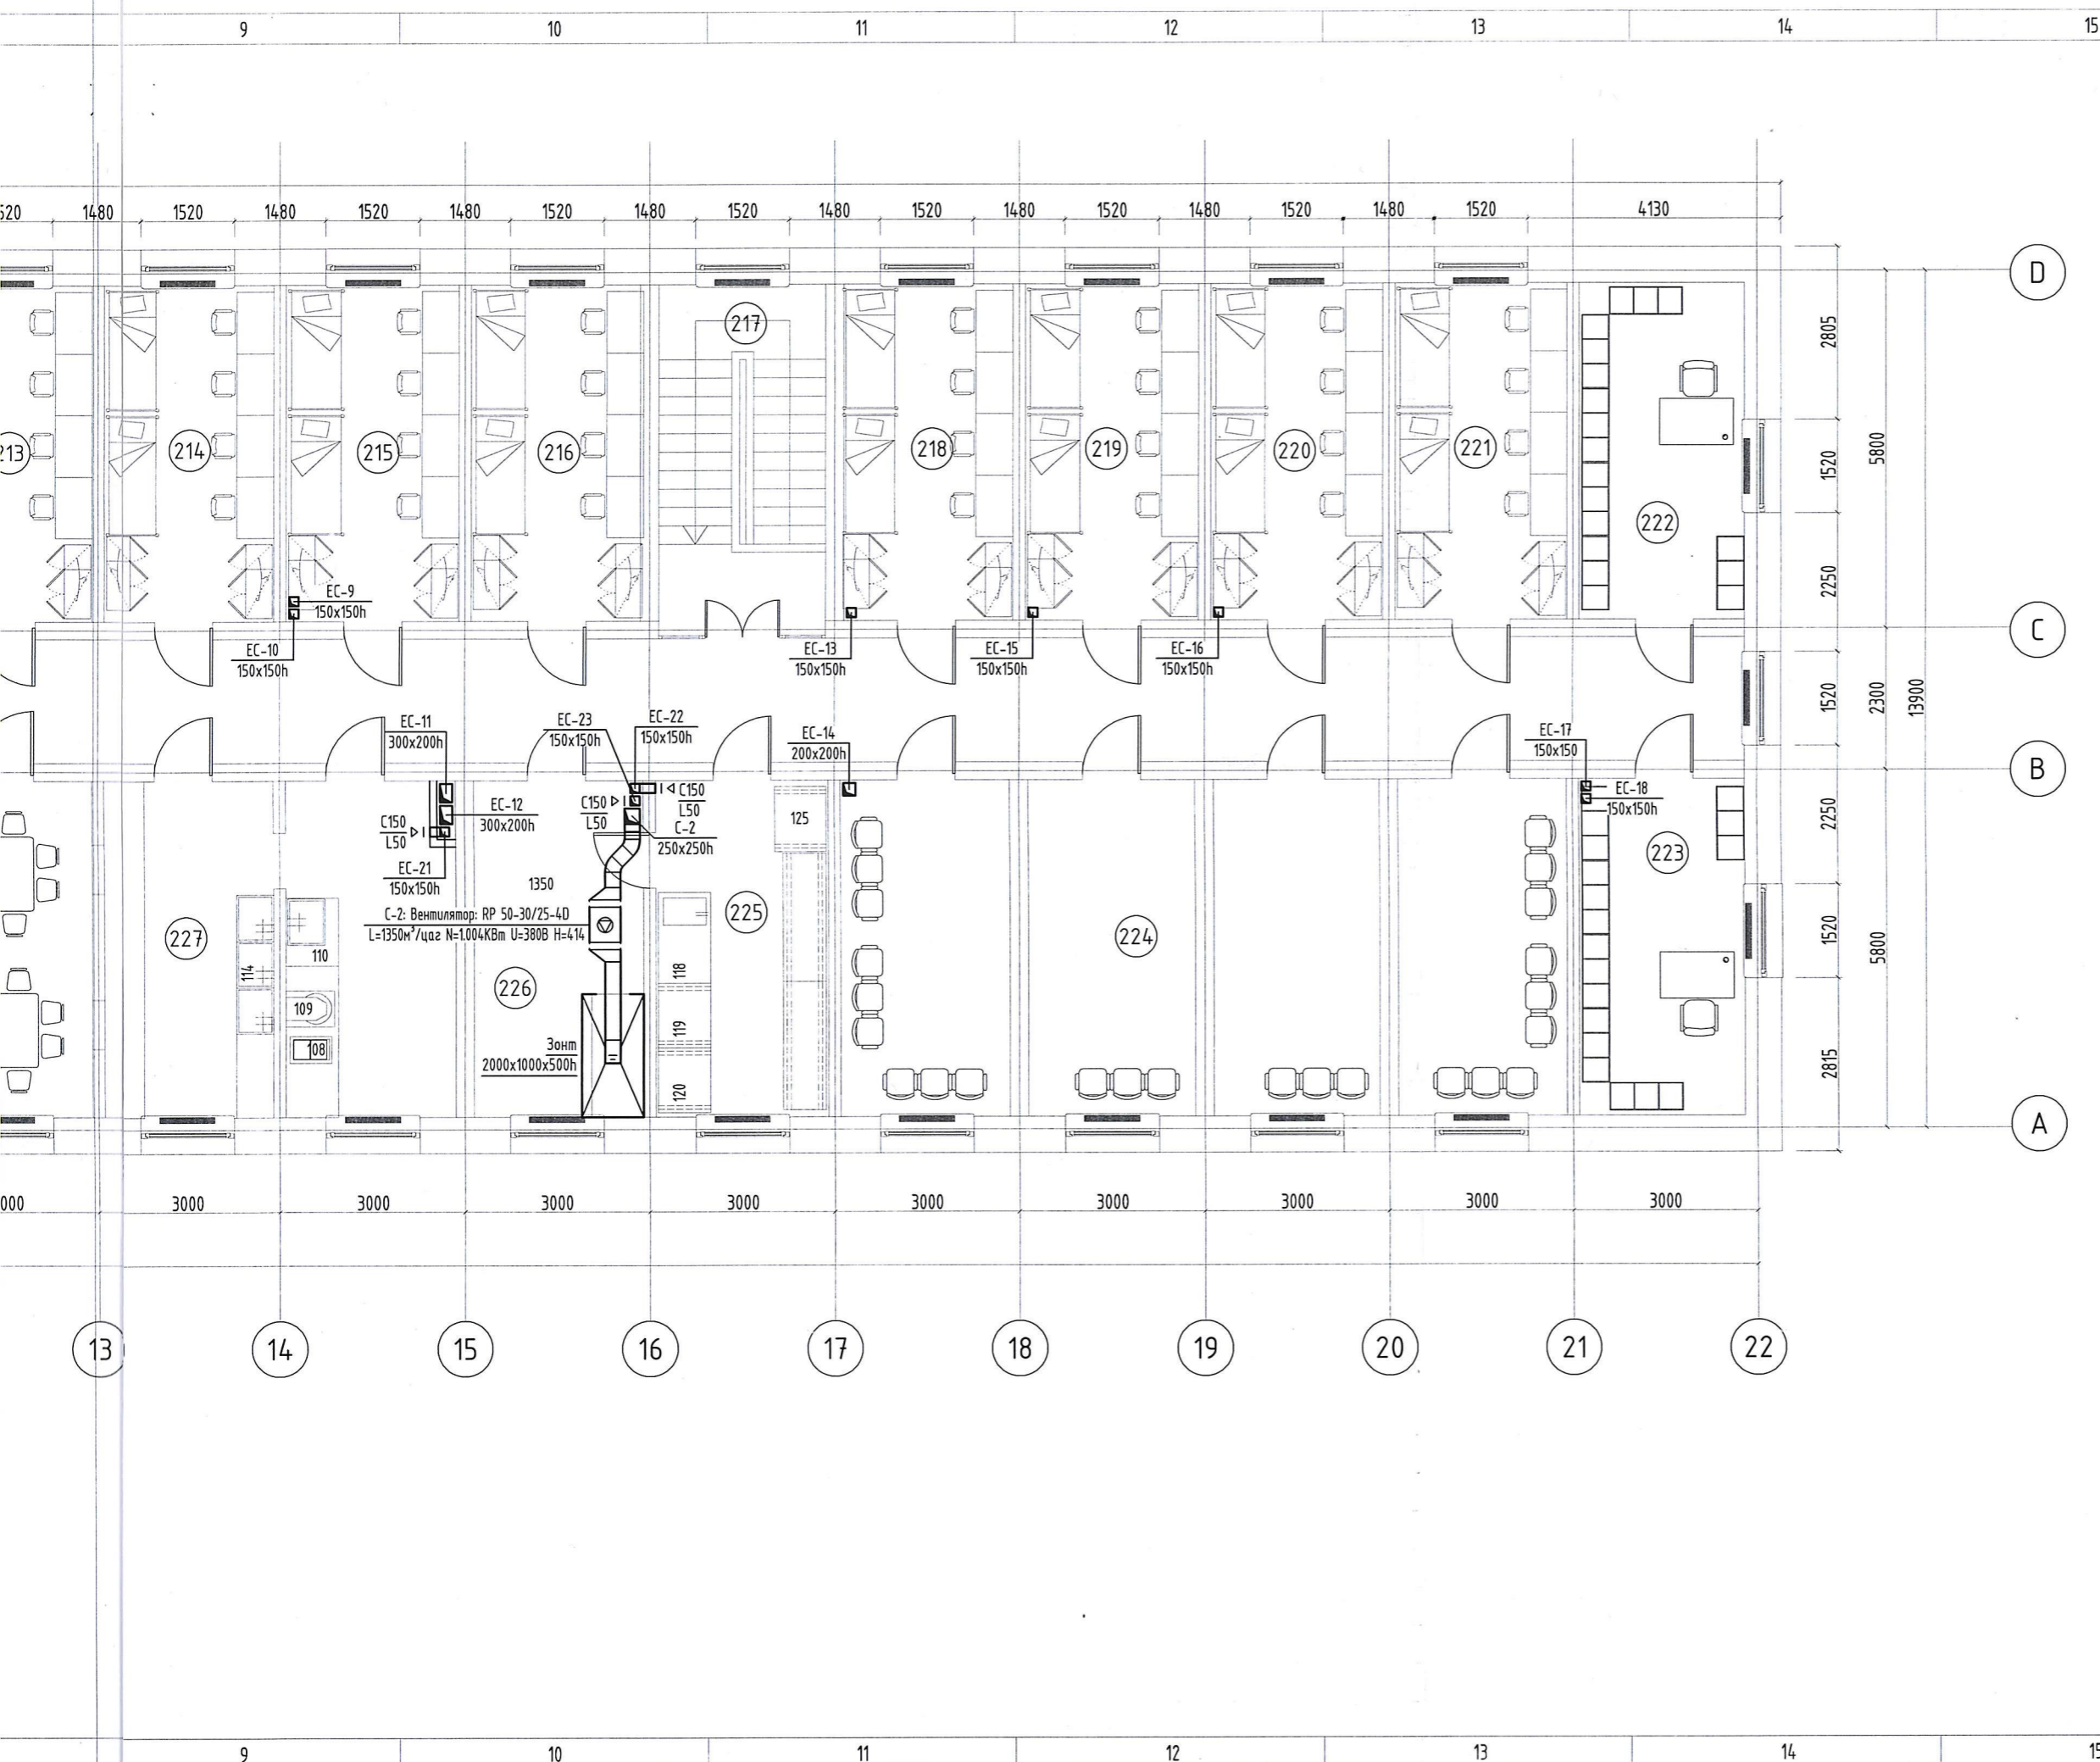 9 10 11 12 13 14 15
520 1480 1520 1480 1520 1480 1520 1480 1520 1480 1520 1480 1520 1480 1520 1480 1520 4130
D
217
2805
213 214 215 216 218 219 220 221
5800
1520
222
2250
EC-9
150x150h
EC-10
150x150h
EC-13
150x150h
EC-15
150x150h
EC-16
150x150h
C
1520
2300
13900
EC-11
300x200h
EC-23
150x150h
EC-22
150x150h
EC-14
200x200h
EC-17
150x150
B
EC-12
300x200h
C150
L50
C150
L50
C150
L50
C-2
250x250h
EC-18
150x150h
125
2250
223
EC-21
150x150h
1350
C-2: Вентилятор: RP 50-30/25-4D
L=1350м³/цаг N=1.004КВт U=380В H=414
225
227
224
1520
5800
110
114
118
226
109
119
108
Зонт
2000x1000x500h
120
2815
A
000 3000 3000 3000 3000 3000 3000 3000 3000 3000
13 14 15 16 17 18 19 20 21 22
9 10 11 12 13 14 15